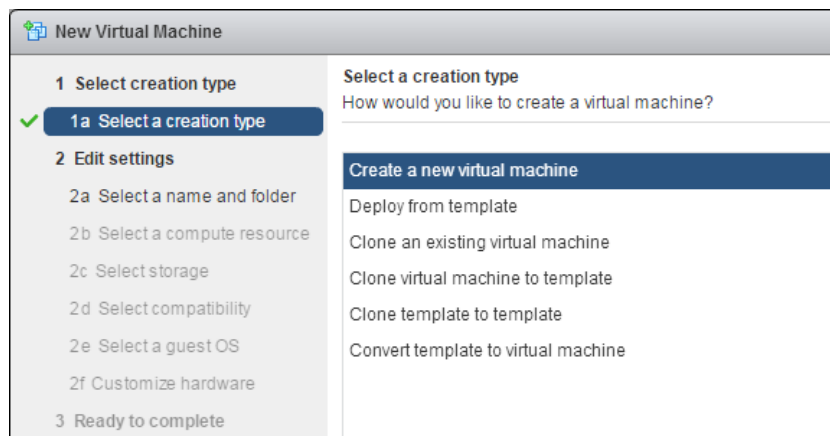 New Virtual Machine
1 Select creation type
1a Select a creation type
2 Edit settings
2a Select a name and folder
2b Select a compute resource
2c Select storage
2d Select compatibility
2e Select a guest OS
2f Customize hardware
3 Ready to complete
Select a creation type
How would you like to create a virtual machine?
Create a new virtual machine
Deploy from template
Clone an existing virtual machine
Clone virtual machine to template
Clone template to template
Convert template to virtual machine